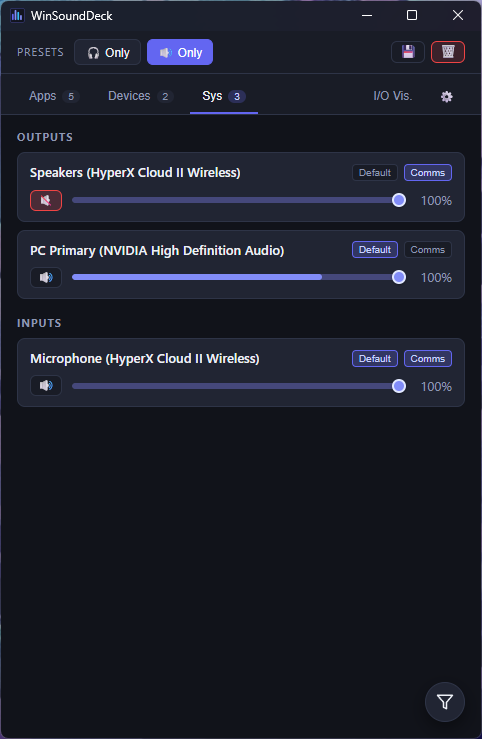 WinSoundDeck
PRESETS 🎧 Only 🔊 Only
Apps 5 Devices 2 Sys 3 I/O Vis.
OUTPUTS
Speakers (HyperX Cloud II Wireless) Default Comms
100%
PC Primary (NVIDIA High Definition Audio) Default Comms
100%
INPUTS
Microphone (HyperX Cloud II Wireless) Default Comms
100%